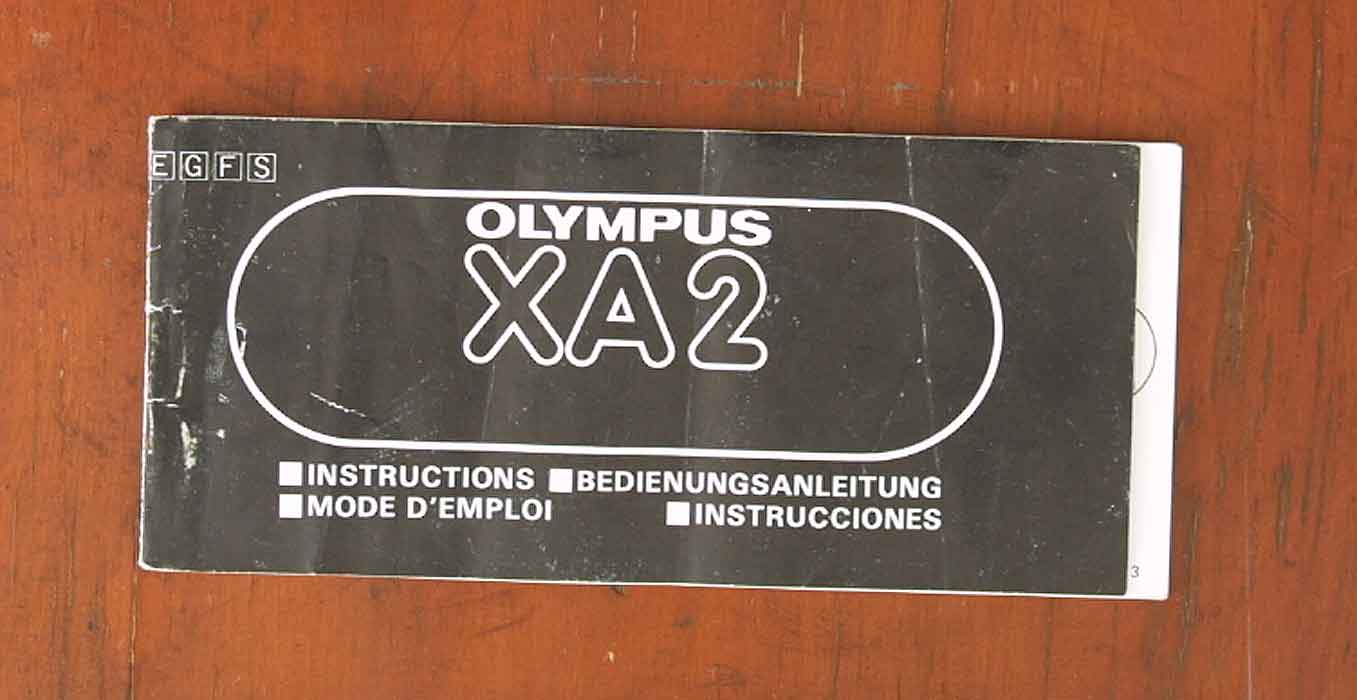 EGFS
OLYMPUS
XA2
INSTRUCTIONS BEDIENUNGSANLEITUNG
MODE D'EMPLOI INSTRUCCIONES
3